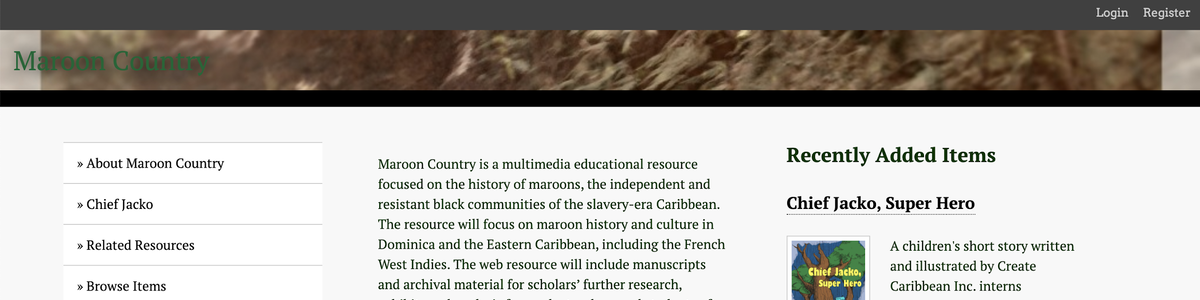 Login Register
Maroon Country
» About Maroon Country
» Chief Jacko
» Related Resources
» Browse Items
Maroon Country is a multimedia educational resource
focused on the history of maroons, the independent and
resistant black communities of the slavery-era Caribbean.
The resource will focus on maroon history and culture in
Dominica and the Eastern Caribbean, including the French
West Indies. The web resource will include manuscripts
and archival material for scholars’ further research,
Recently Added Items
Chief Jacko, Super Hero
Chief Jacko,
Super Hero
A children's short story written
and illustrated by Create
Caribbean Inc. interns